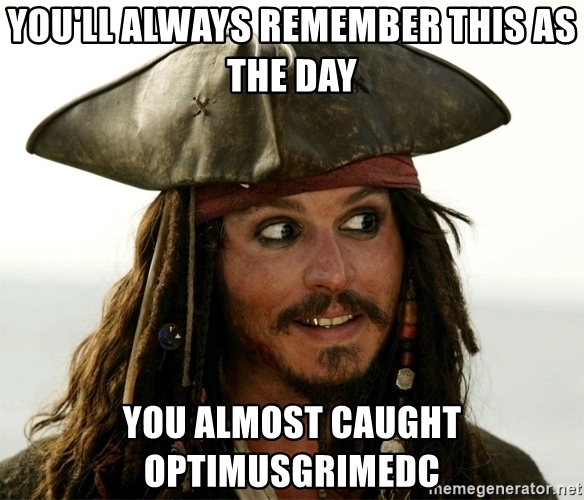 YOU'LL ALWAYS REMEMBER THIS AS
THE DAY
YOU ALMOST CAUGHT
OPTIMUSGRIMEDC
memegenerator.net